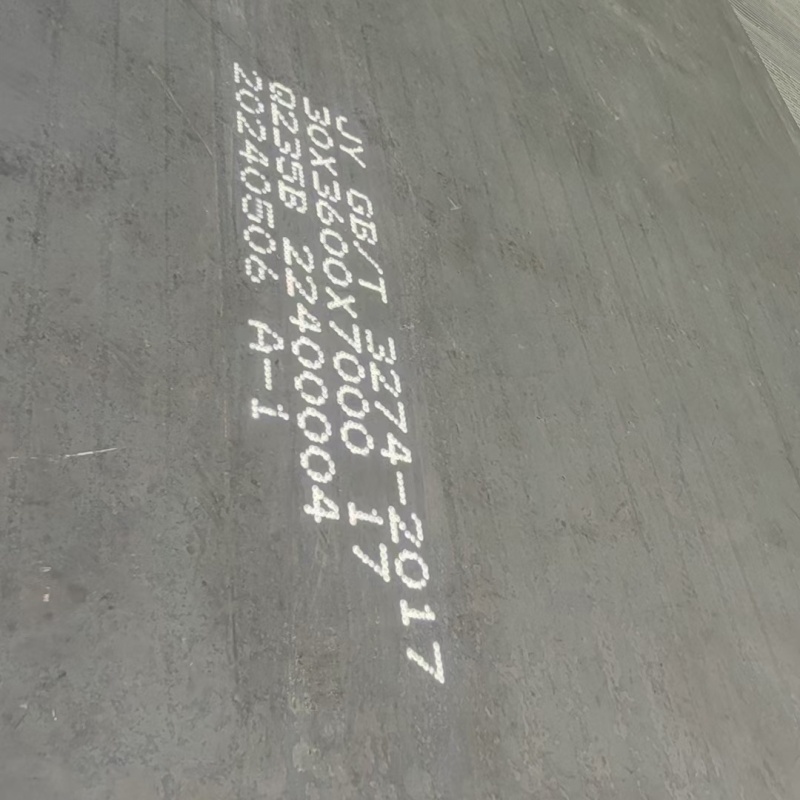 JY GB/T 3274-2017
30X3600X7000 17
Q235B 22400004
20240506 A-1